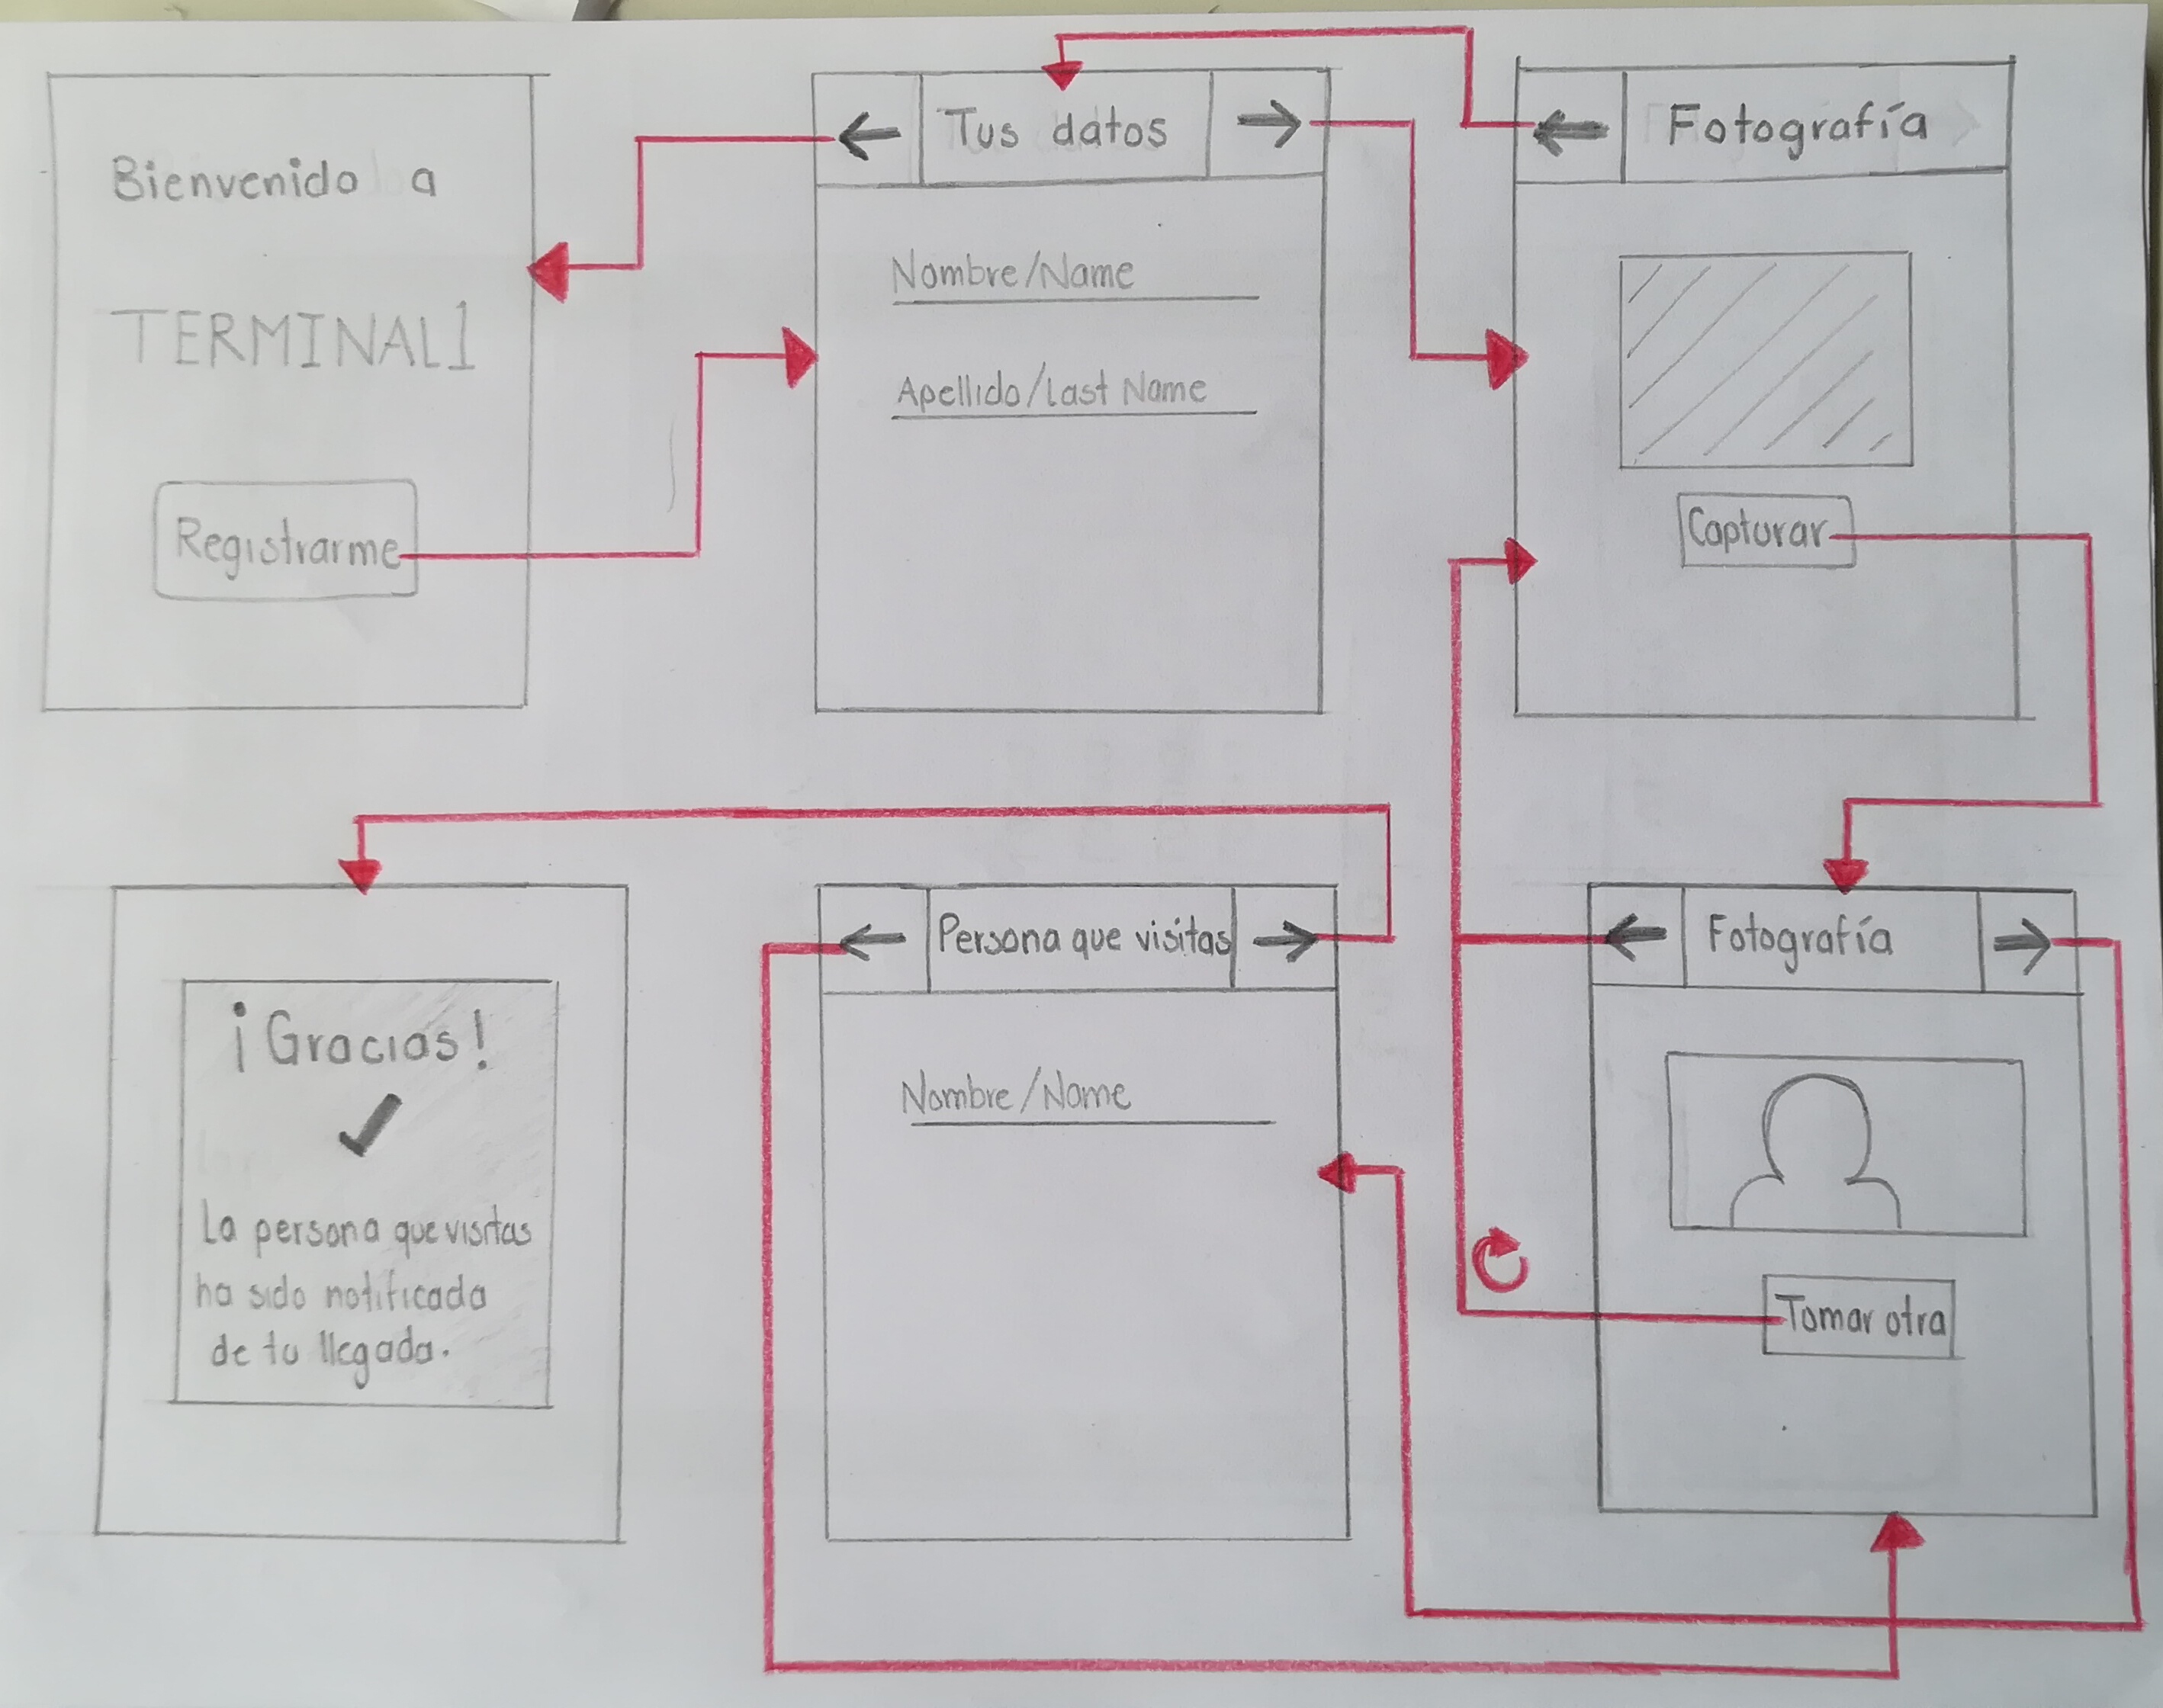 Bienvenido a
TERMINAL1
Registrarme
Tus datos
Nombre/Name
Apellido/Last Name
Fotografía
Capturar
¡Gracias!
La persona que visitas
ha sido notificada
de tu llegada.
Persona que visitas
Nombre/Name
Fotografía
Tomar otra